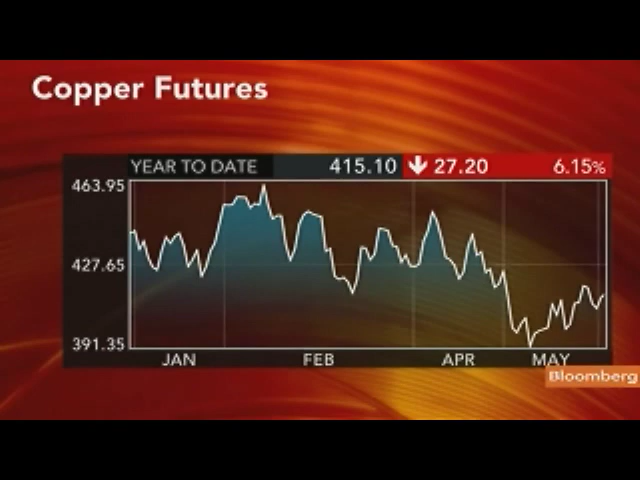 Copper Futures
YEAR TO DATE 415.10 27.20 6.15%
463.95
427.65
391.35
JAN FEB APR MAY
Bloomberg